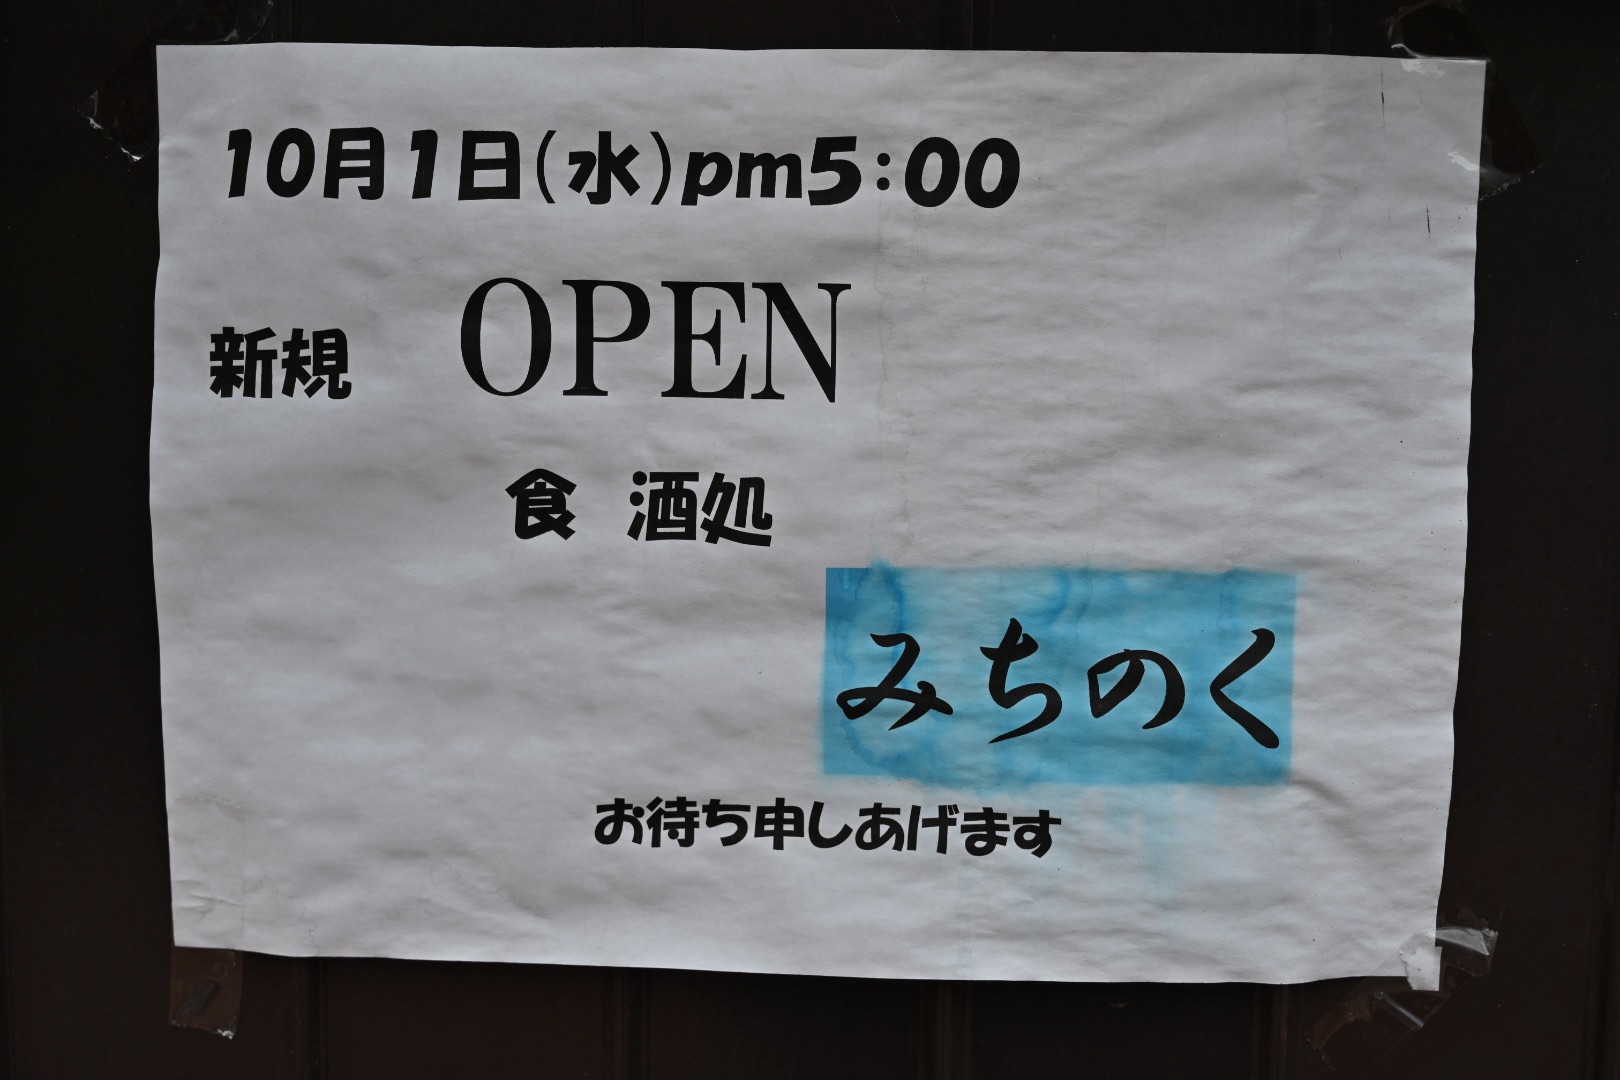 10月1日(水)pm5:00
新規 OPEN
食 酒処
みちのく
お待ち申しあげます